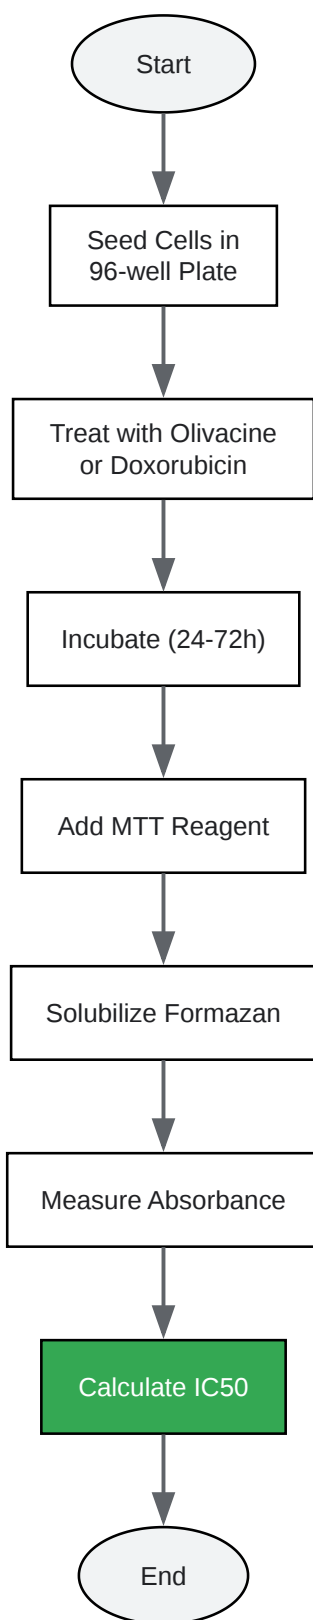 Start
Seed Cells in
96-well Plate
Treat with Olivacine
or Doxorubicin
Incubate (24-72h)
Add MTT Reagent
Solubilize Formazan
Measure Absorbance
Calculate IC50
End